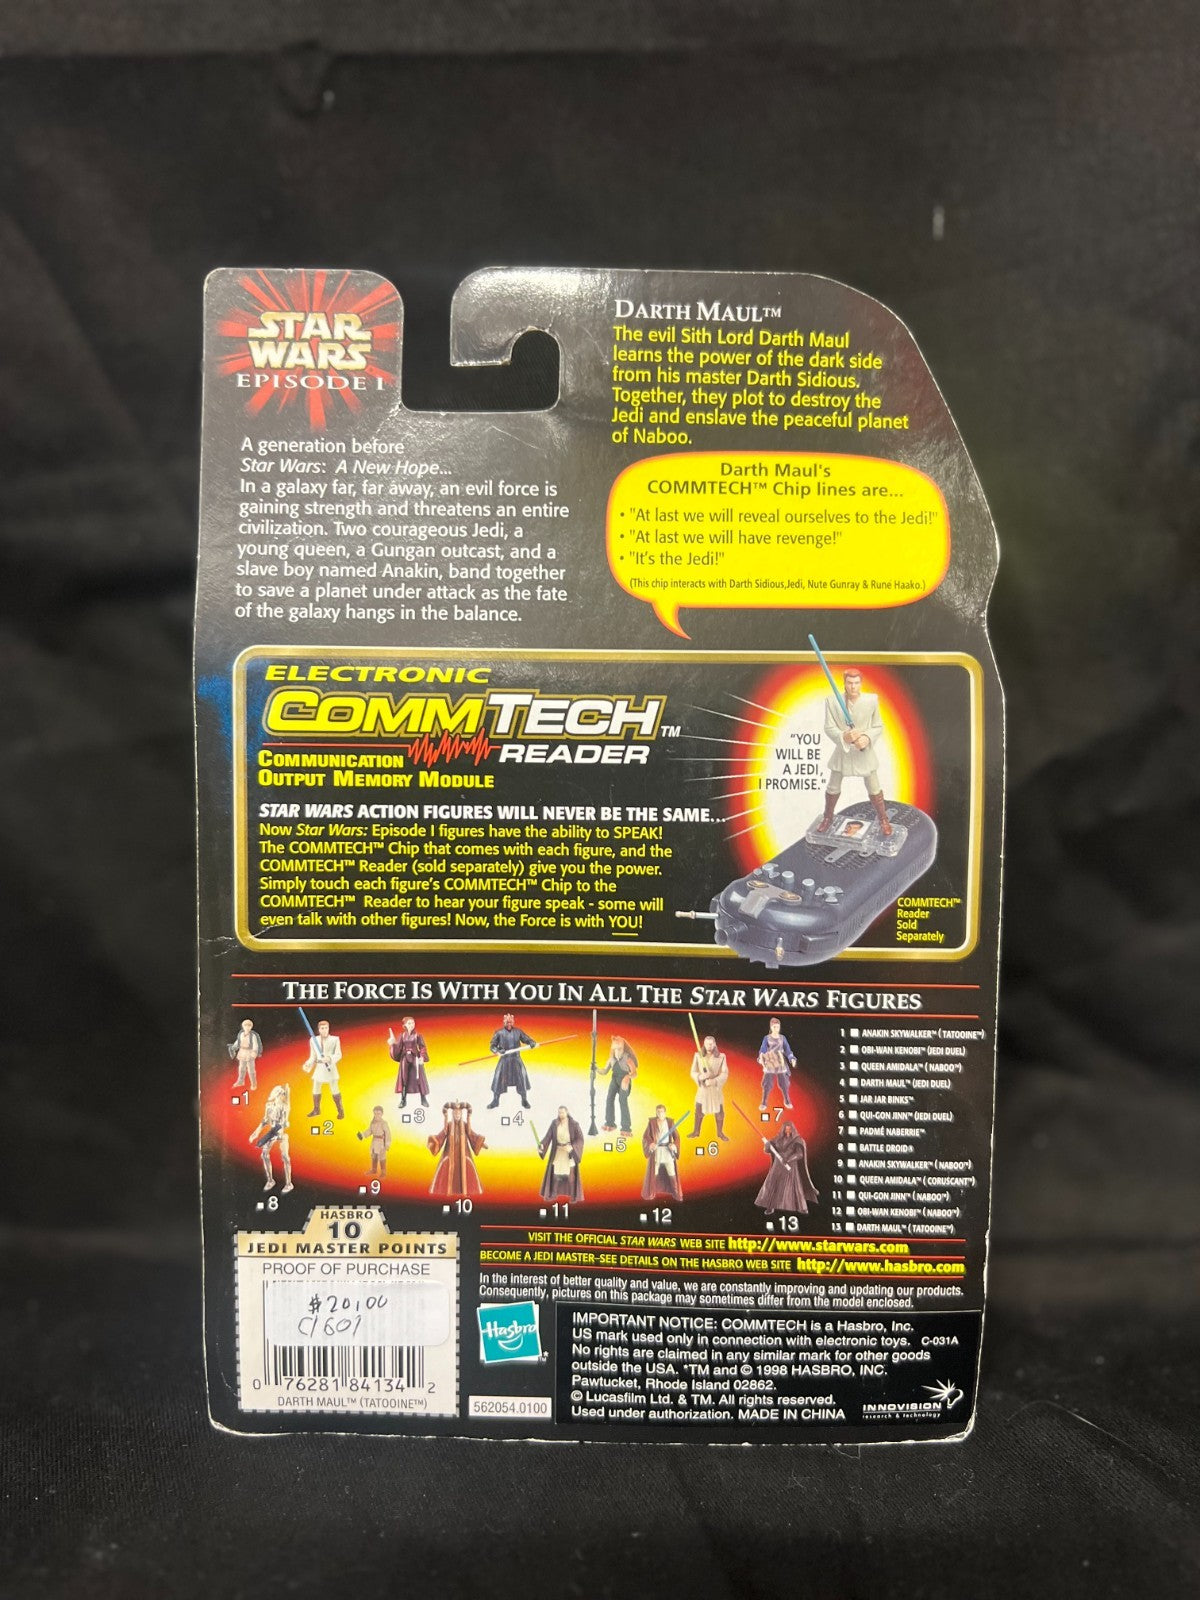 STAR
WARS
EPISODE I
A generation before
Star Wars: A New Hope...
In a galaxy far, far away, an evil force is
gaining strength and threatens an entire
civilization. Two courageous Jedi, a
young queen, a Gungan outcast, and a
slave boy named Anakin, band together
to save a planet under attack as the fate
of the galaxy hangs in the balance.
DARTH MAUL™
The evil Sith Lord Darth Maul
learns the power of the dark side
from his master Darth Sidious.
Together, they plot to destroy the
Jedi and enslave the peaceful planet
of Naboo.
Darth Maul's
COMMTECH™ Chip lines are...
• "At last we will reveal ourselves to the Jedi!"
• "At last we will have revenge!"
• "It's the Jedi!"
(This chip interacts with Darth Sidious,Jedi, Nute Gunray & Rune Haako.)
ELECTRONIC
COMMTECH™
READER
COMMUNICATION
OUTPUT MEMORY MODULE
STAR WARS ACTION FIGURES WILL NEVER BE THE SAME...
Now Star Wars: Episode I figures have the ability to SPEAK!
The COMMTECH™ Chip that comes with each figure, and the
COMMTECH™ Reader (sold separately) give you the power.
Simply touch each figure's COMMTECH™ Chip to the
COMMTECH™ Reader to hear your figure speak - some will
even talk with other figures! Now, the Force is with YOU!
"YOU
WILL BE
A JEDI,
I PROMISE."
COMMTECH™
Reader
Sold
Separately
THE FORCE IS WITH YOU IN ALL THE STAR WARS FIGURES
1
2
3
4
5
6
7
8
9
10
11
12
13
1 ANAKIN SKYWALKER™ (TATOOINE™)
2 OBI-WAN KENOBI™ (JEDI DUEL)
3 QUEEN AMIDALA™ (NABOO™)
4 DARTH MAUL™ (JEDI DUEL)
5 JAR JAR BINKS™
6 QUI-GON JINN™ (JEDI DUEL)
7 PADMÉ NABERRIE™
8 BATTLE DROID®
9 ANAKIN SKYWALKER™ (NABOO™)
10 QUEEN AMIDALA™ (CORUSCANT™)
11 QUI-GON JINN™ (NABOO™)
12 OBI-WAN KENOBI™ (NABOO™)
13 DARTH MAUL™ (TATOOINE™)
VISIT THE OFFICIAL STAR WARS WEB SITE http://www.starwars.com
BECOME A JEDI MASTER–SEE DETAILS ON THE HASBRO WEB SITE http://www.hasbro.com
In the interest of better quality and value, we are constantly improving and updating our products.
Consequently, pictures on this package may sometimes differ from the model enclosed.
HASBRO
10
JEDI MASTER POINTS
PROOF OF PURCHASE
$20.00
C1601
0 76281 84134 2
DARTH MAUL™ (TATOOINE™)
Hasbro
562054.0100
IMPORTANT NOTICE: COMMTECH is a Hasbro, Inc.
US mark used only in connection with electronic toys. C-031A
No rights are claimed in any similar mark for other goods
outside the USA. *TM and © 1998 HASBRO, INC.
Pawtucket, Rhode Island 02862.
© Lucasfilm Ltd. & TM. All rights reserved.
Used under authorization. MADE IN CHINA
INNOVISION
research & technology